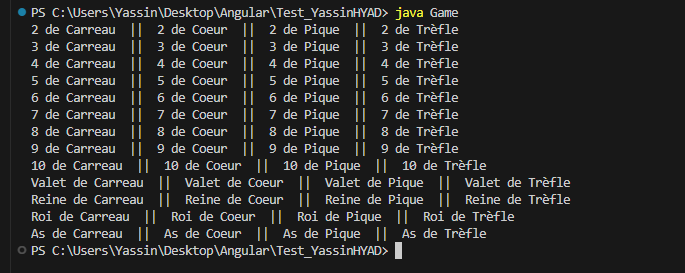 PS C:\Users\Yassin\Desktop\Angular\Test_YassinHYAD> java Game
2 de Carreau || 2 de Coeur || 2 de Pique || 2 de Trèfle
3 de Carreau || 3 de Coeur || 3 de Pique || 3 de Trèfle
4 de Carreau || 4 de Coeur || 4 de Pique || 4 de Trèfle
5 de Carreau || 5 de Coeur || 5 de Pique || 5 de Trèfle
6 de Carreau || 6 de Coeur || 6 de Pique || 6 de Trèfle
7 de Carreau || 7 de Coeur || 7 de Pique || 7 de Trèfle
8 de Carreau || 8 de Coeur || 8 de Pique || 8 de Trèfle
9 de Carreau || 9 de Coeur || 9 de Pique || 9 de Trèfle
10 de Carreau || 10 de Coeur || 10 de Pique || 10 de Trèfle
Valet de Carreau || Valet de Coeur || Valet de Pique || Valet de Trèfle
Reine de Carreau || Reine de Coeur || Reine de Pique || Reine de Trèfle
Roi de Carreau || Roi de Coeur || Roi de Pique || Roi de Trèfle
As de Carreau || As de Coeur || As de Pique || As de Trèfle
PS C:\Users\Yassin\Desktop\Angular\Test_YassinHYAD>